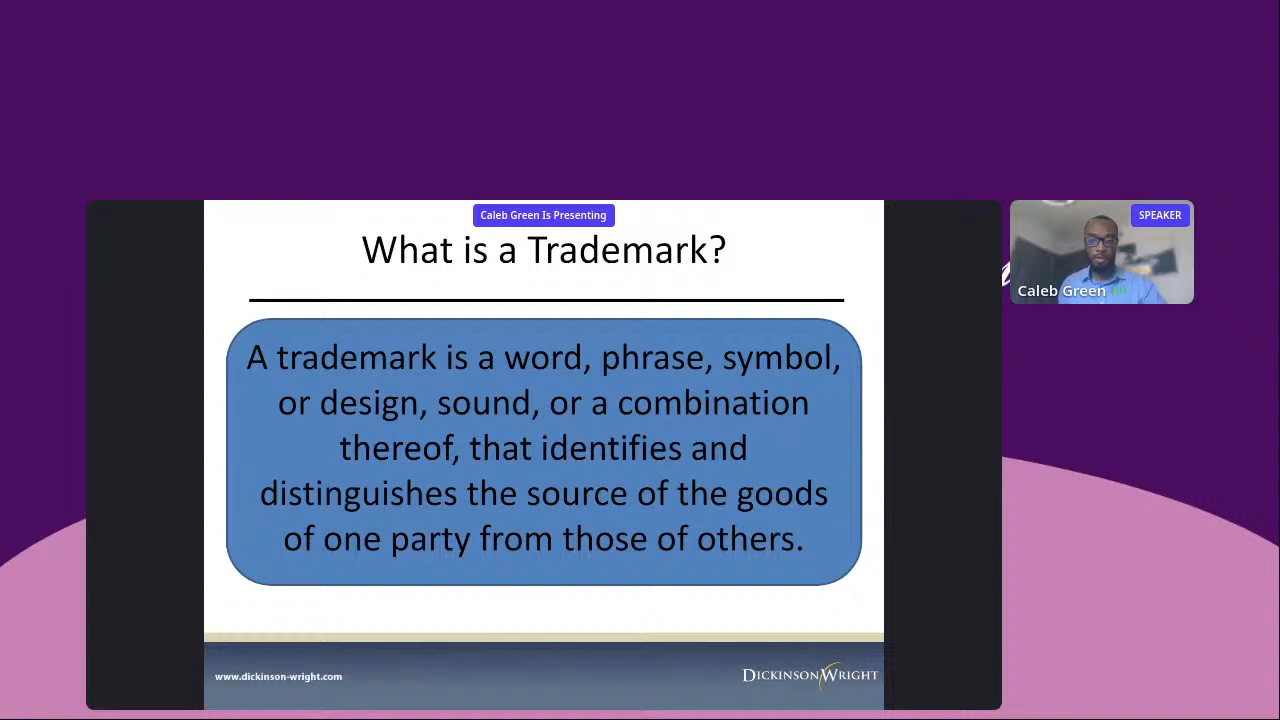 Caleb Green Is Presenting
What is a Trademark?
A trademark is a word, phrase, symbol,
or design, sound, or a combination
thereof, that identifies and
distinguishes the source of the goods
of one party from those of others.
www.dickinson-wright.com
DICKINSON WRIGHT
SPEAKER
Caleb Green